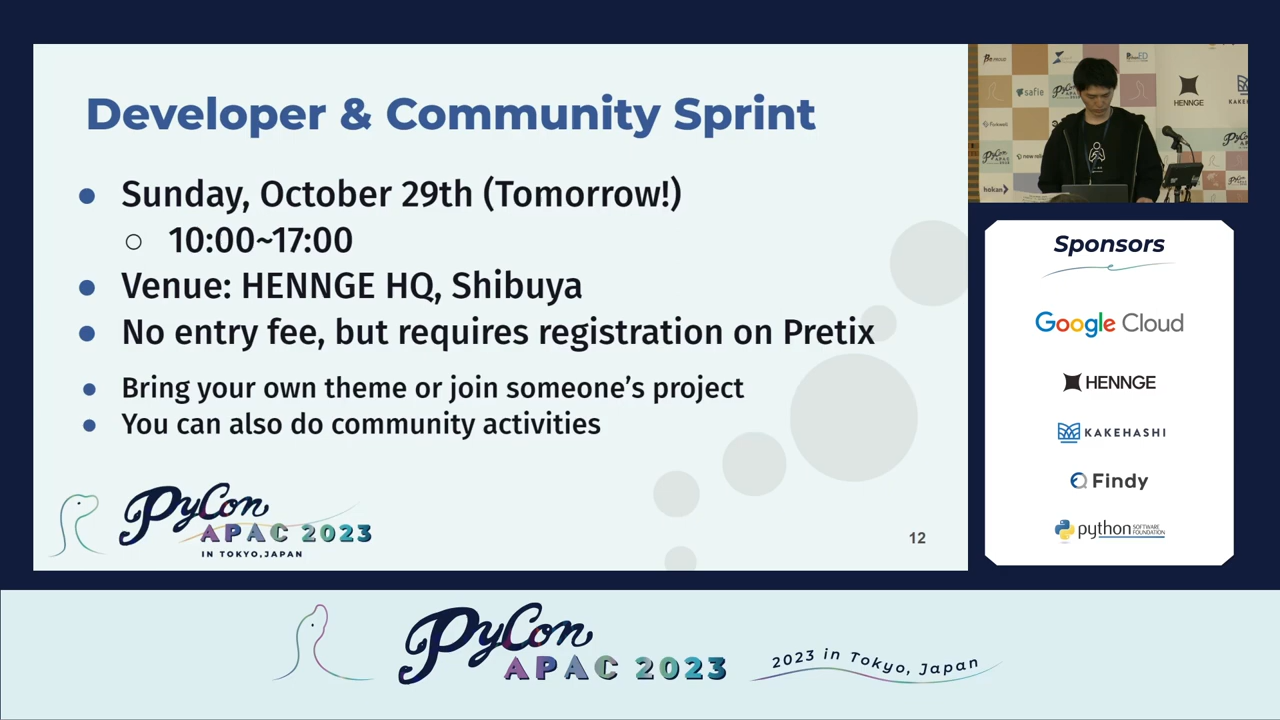 Developer & Community Sprint
● Sunday, October 29th (Tomorrow!)
○ 10:00~17:00
● Venue: HENNGE HQ, Shibuya
● No entry fee, but requires registration on Pretix
● Bring your own theme or join someone's project
● You can also do community activities
PyCon
APAC 2023
IN TOKYO, JAPAN
12
safie
HENNGE
hokan
Sponsors
Google Cloud
HENNGE
KAKEHASHI
Findy
python SOFTWARE FOUNDATION
PyCon
APAC 2023
2023 in Tokyo, Japan